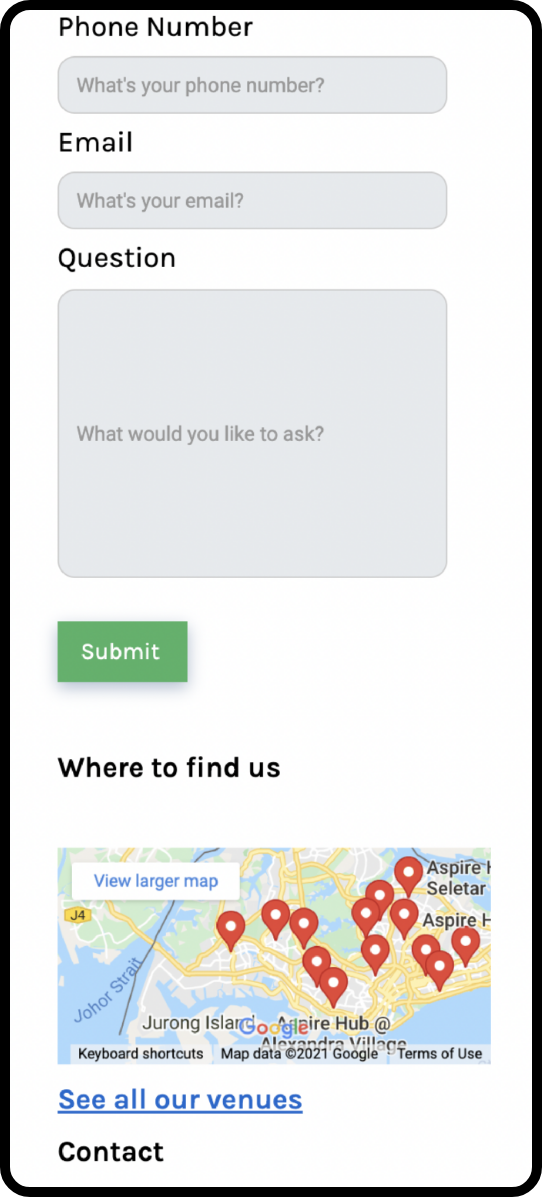 Phone Number
What's your phone number?
Email
What's your email?
Question
What would you like to ask?
Submit
Where to find us
View larger map
Aspire H
Seletar
J4
Aspire H
Johor Strait
Jurong Island
Google
Aspire Hub @
Alexandra Village
Keyboard shortcuts
Map data ©2021 Google
Terms of Use
See all our venues
Contact